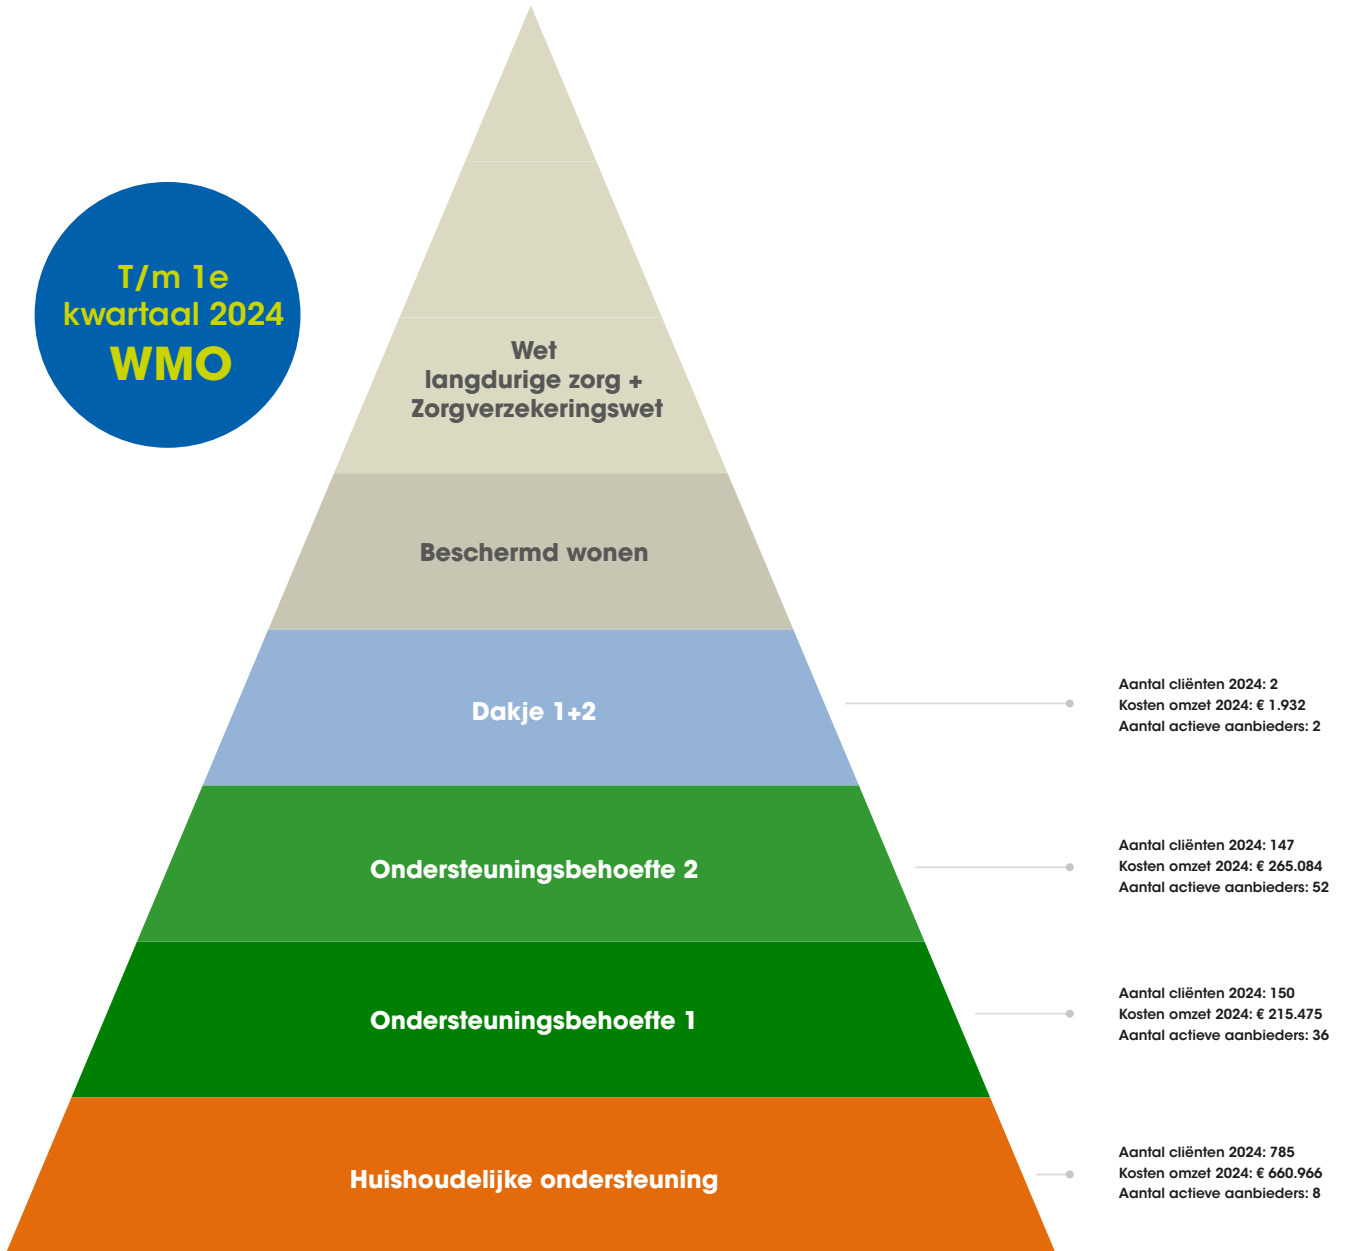 T/m 1e
kwartaal 2024
WMO
Wet
langdurige zorg +
Zorgverzekeringswet
Beschermd wonen
Dakje 1+2
Aantal cliënten 2024: 2
Kosten omzet 2024: € 1.932
Aantal actieve aanbieders: 2
Ondersteuningsbehoefte 2
Aantal cliënten 2024: 147
Kosten omzet 2024: € 265.084
Aantal actieve aanbieders: 52
Ondersteuningsbehoefte 1
Aantal cliënten 2024: 150
Kosten omzet 2024: € 215.475
Aantal actieve aanbieders: 36
Huishoudelijke ondersteuning
Aantal cliënten 2024: 785
Kosten omzet 2024: € 660.966
Aantal actieve aanbieders: 8